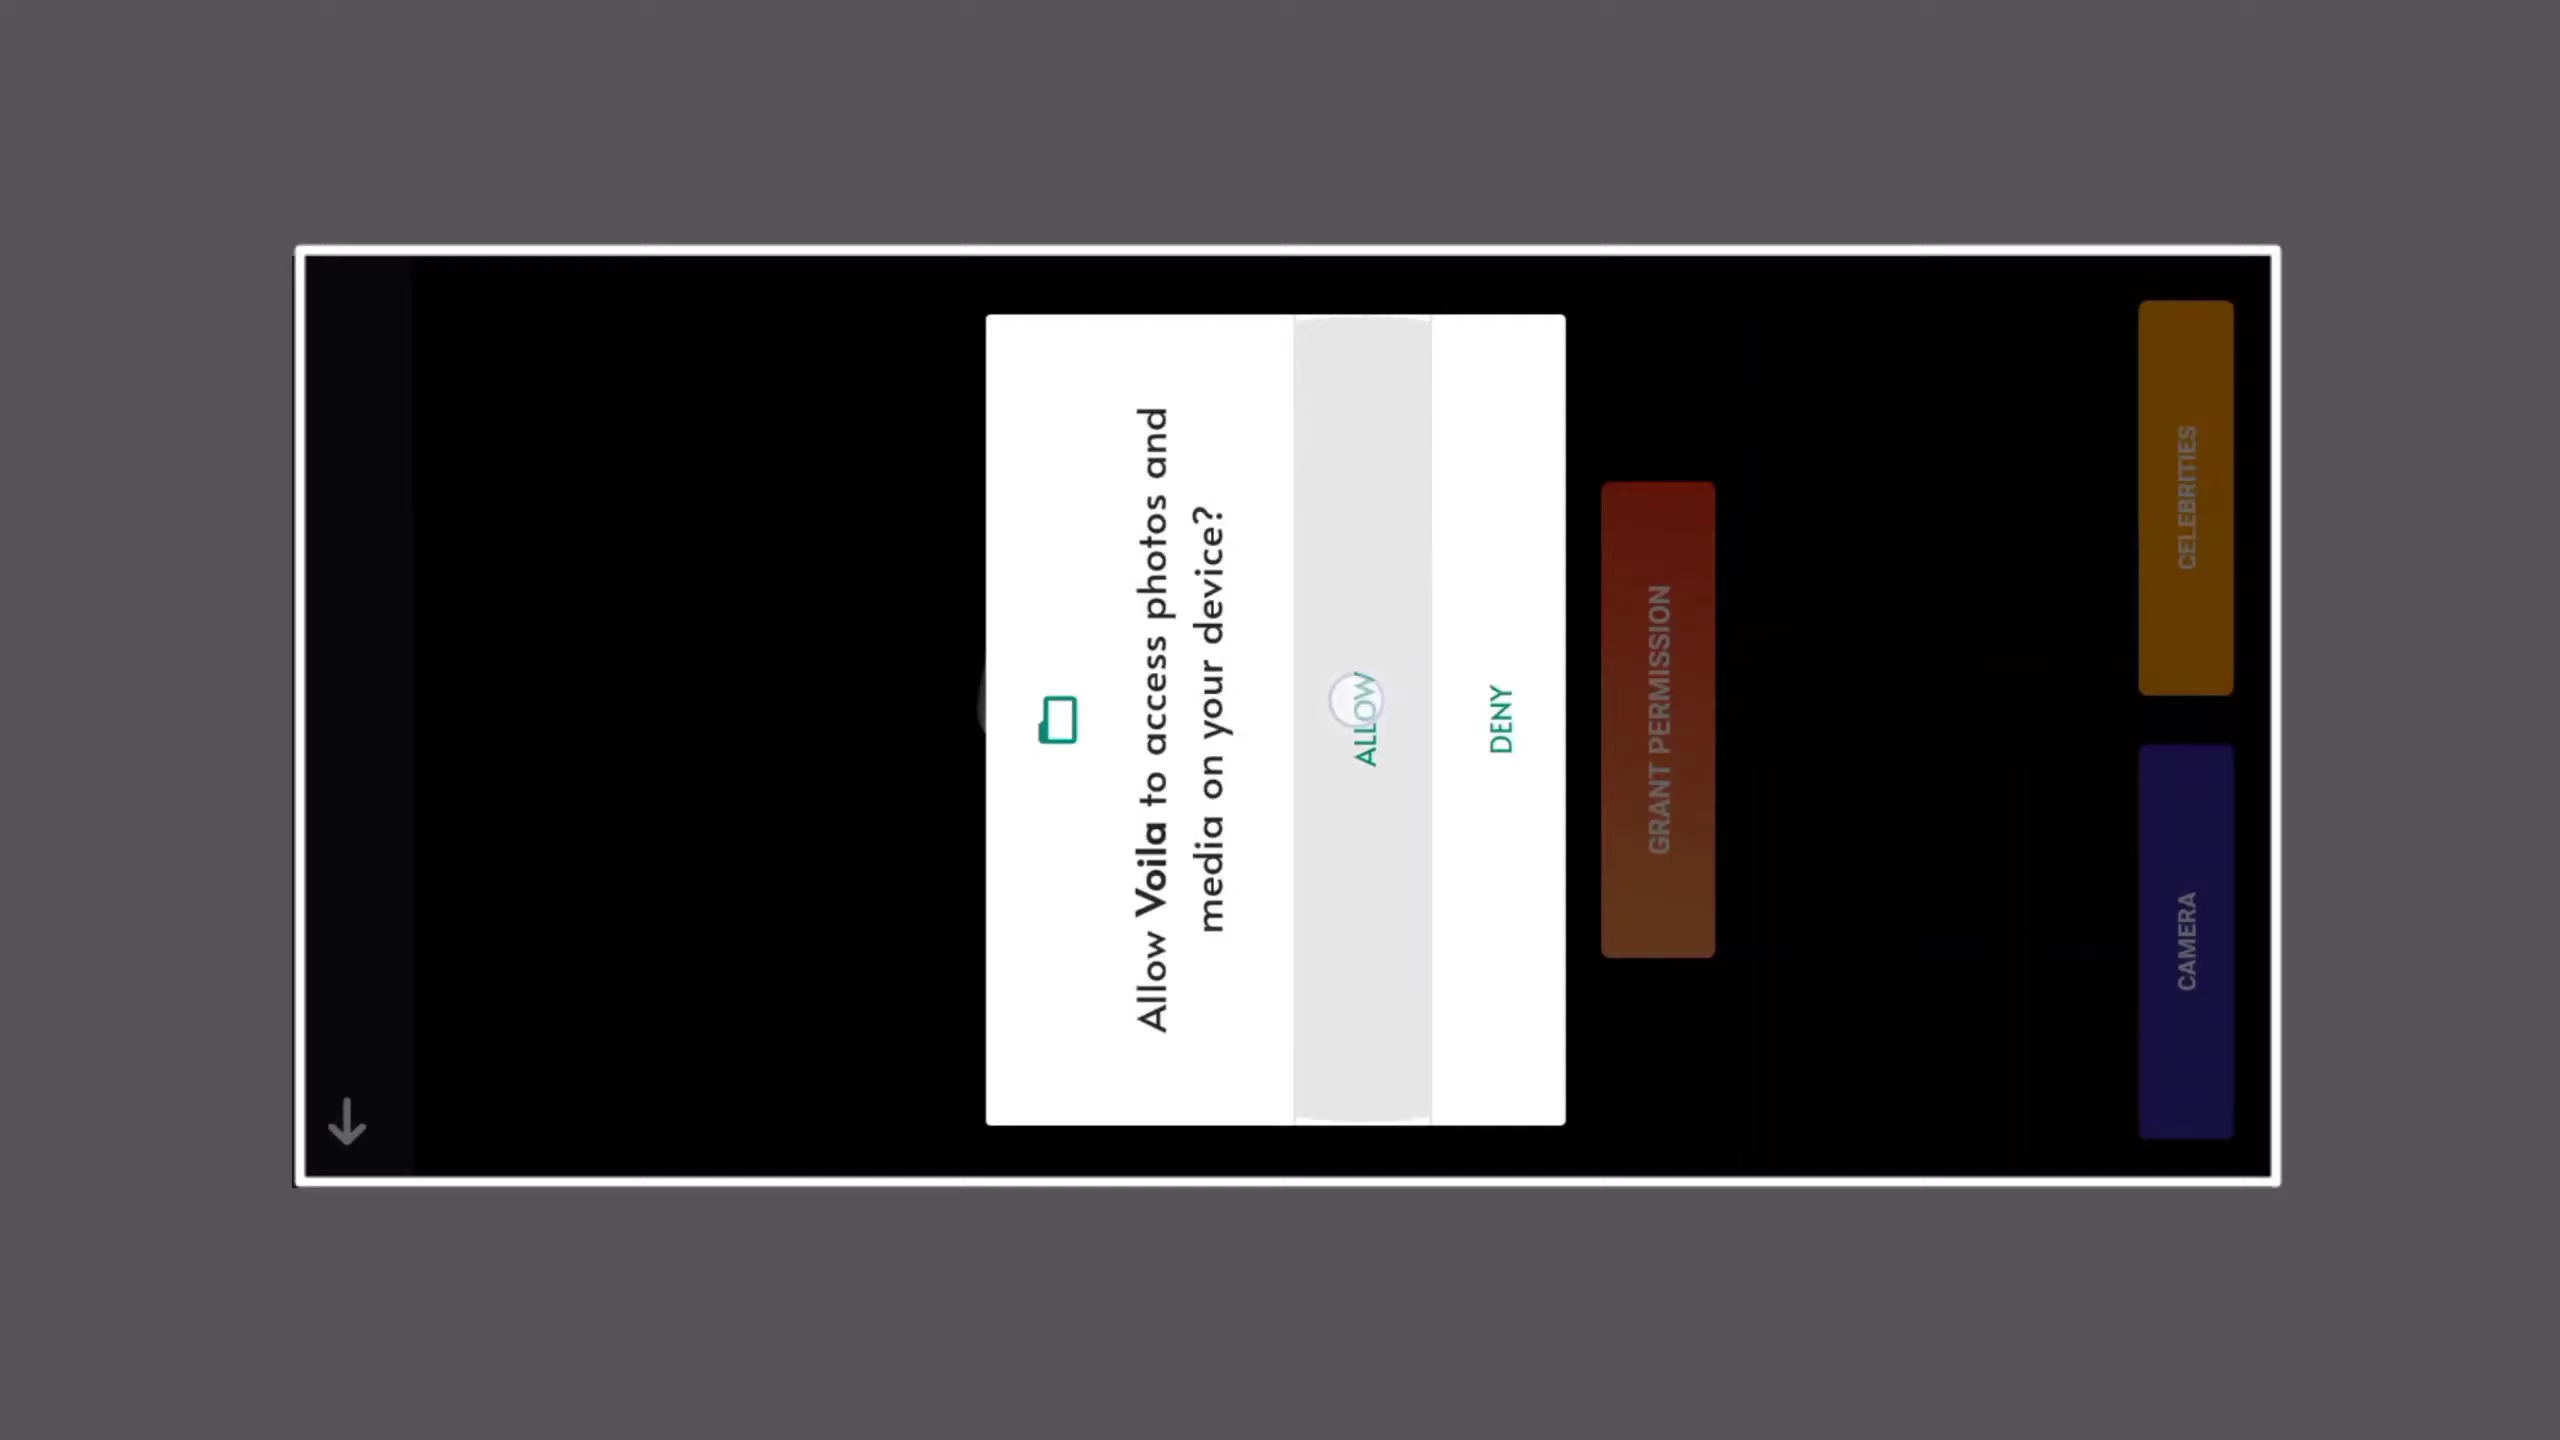 Allow Voila to access photos and
media on your device?
ALLOW
DENY
GRANT PERMISSION
CAMERA
CELEBRITIES